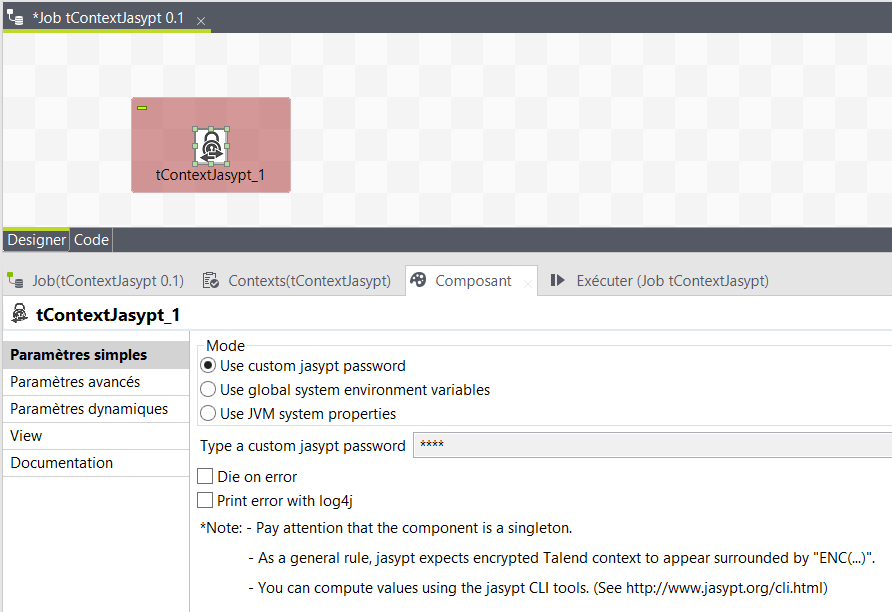 *Job tContextJasypt 0.1
tContextJasypt_1
Designer Code
Job(tContextJasypt 0.1) Contexts(tContextJasypt) Composant Exécuter (Job tContextJasypt)
tContextJasypt_1
Paramètres simples
Paramètres avancés
Paramètres dynamiques
View
Documentation
Mode
Use custom jasypt password
Use global system environment variables
Use JVM system properties
Type a custom jasypt password ****
Die on error
Print error with log4j
*Note: - Pay attention that the component is a singleton.
- As a general rule, jasypt expects encrypted Talend context to appear surrounded by "ENC(...)".
- You can compute values using the jasypt CLI tools. (See http://www.jasypt.org/cli.html)